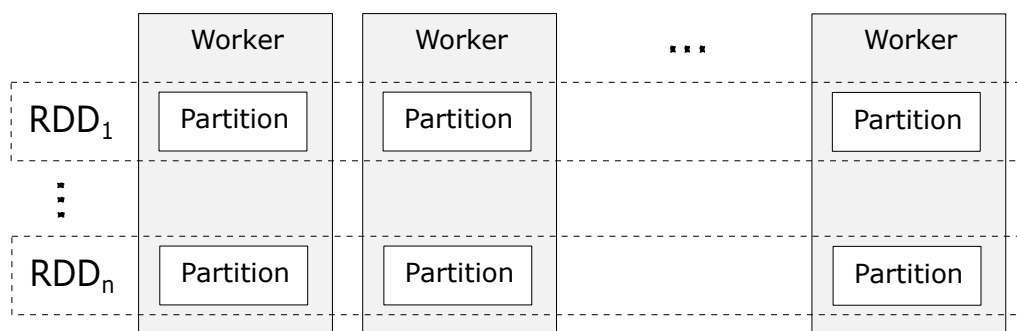 Worker Worker ... Worker
RDD₁ Partition Partition Partition
⋮
RDDₙ Partition Partition Partition